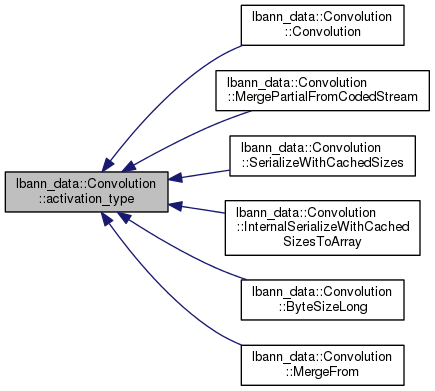 lbann_data::Convolution
::Convolution
lbann_data::Convolution
::MergePartialFromCodedStream
lbann_data::Convolution
::SerializeWithCachedSizes
lbann_data::Convolution
::activation_type
lbann_data::Convolution
::InternalSerializeWithCached
SizesToArray
lbann_data::Convolution
::ByteSizeLong
lbann_data::Convolution
::MergeFrom